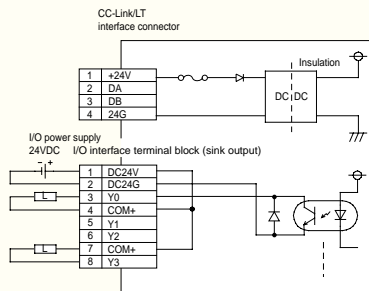 CC-Link/LT
interface connector
Insulation
1 +24V
2 DA
3 DB
4 24G
DC DC
I/O power supply
24VDC I/O interface terminal block (sink output)
- +
1 DC24V
2 DC24G
3 Y0
4 COM+
5 Y1
6 Y2
7 COM+
8 Y3
L
L